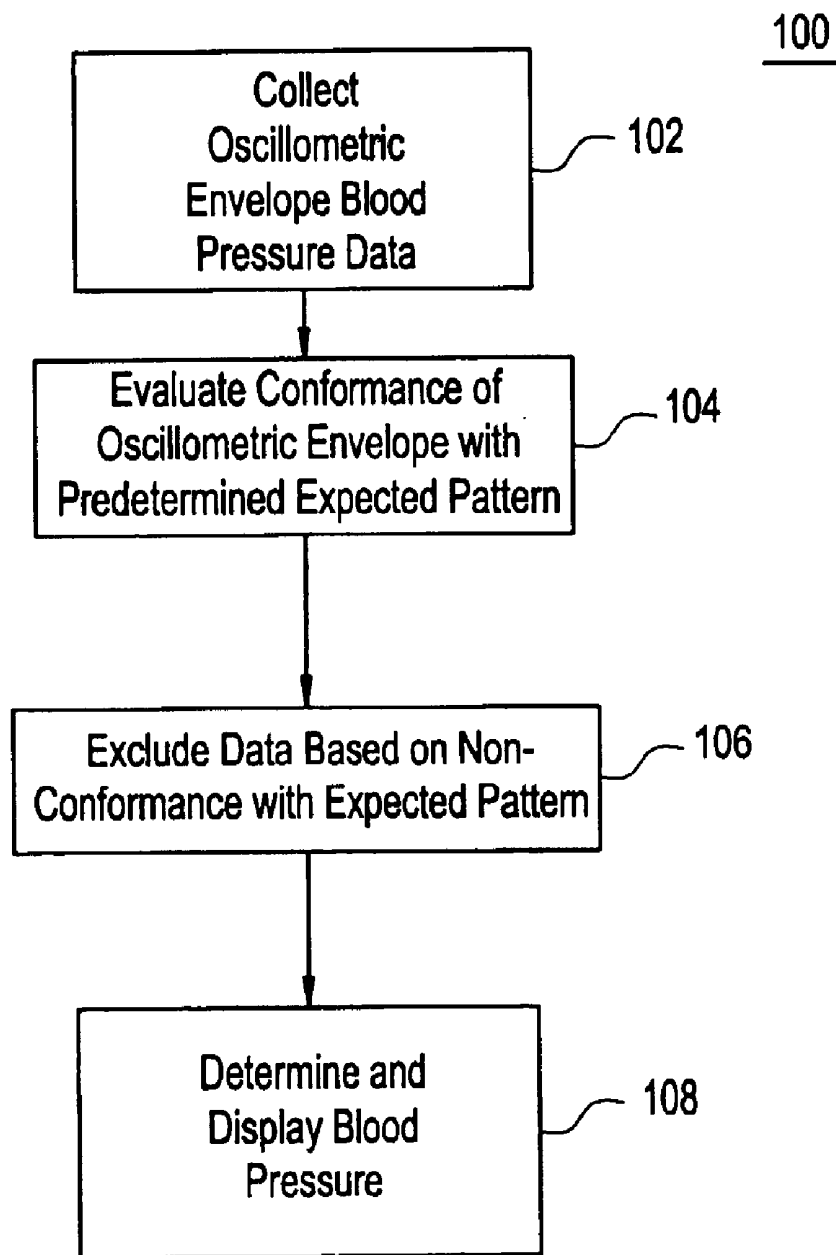 100
Collect
Oscillometric
Envelope Blood
Pressure Data
102
Evaluate Conformance of
Oscillometric Envelope with
Predetermined Expected Pattern
104
Exclude Data Based on Non-
Conformance with Expected Pattern
106
Determine and
Display Blood
Pressure
108